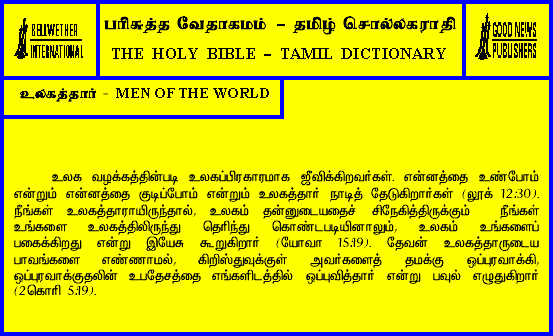 BELLWETHER
INTERNATIONAL
பரிசுத்த வேதாகமம் – தமிழ் சொல்லகராதி
THE HOLY BIBLE – TAMIL DICTIONARY
GOOD NEWS
PUBLISHERS
உலகத்தார் - MEN OF THE WORLD
உலக வழக்கத்தின்படி உலகப்பிரகாரமாக ஜீவிக்கிறவர்கள். என்னத்தை உண்போம்
என்றும் என்னத்தை குடிப்போம் என்றும் உலகத்தார் நாடித் தேடுகிறார்கள் (லூக் 12:30).
நீங்கள் உலகத்தாராயிருந்தால், உலகம் தன்னுடையதைச் சிநேகித்திருக்கும் நீங்கள்
உங்களை உலகத்திலிருந்து தெரிந்து கொண்டபடியினாலும், உலகம் உங்களைப்
பகைக்கிறது என்று இயேசு கூறுகிறார் (யோவா 15:19). தேவன் உலகத்தாருடைய
பாவங்களை எண்ணாமல், கிறிஸ்துவுக்குள் அவர்களைத் தமக்கு ஒப்புரவாக்கி,
ஒப்புரவாக்குதலின் உபதேசத்தை எங்களிடத்தில் ஒப்புவித்தார் என்று பவுல் எழுதுகிறார்
(2கொரி 5:19).